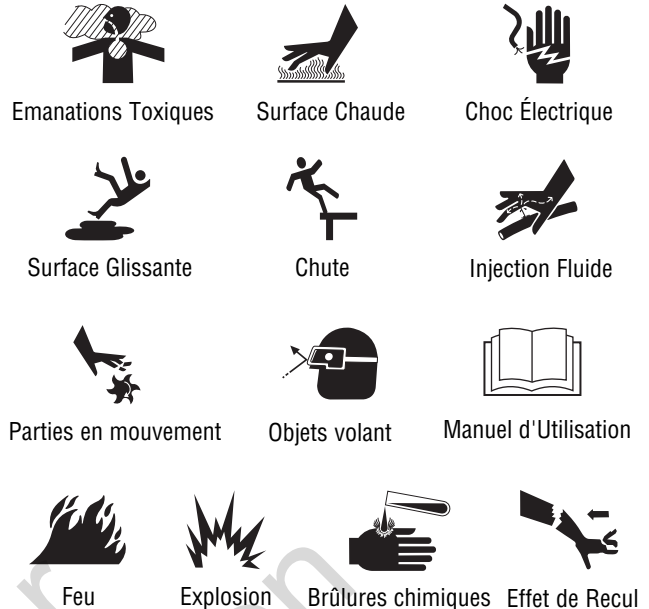 Emanations Toxiques
Surface Chaude
Choc Électrique
Surface Glissante
Chute
Injection Fluide
Parties en mouvement
Objets volant
Manuel d'Utilisation
Feu
Explosion
Brûlures chimiques
Effet de Recul